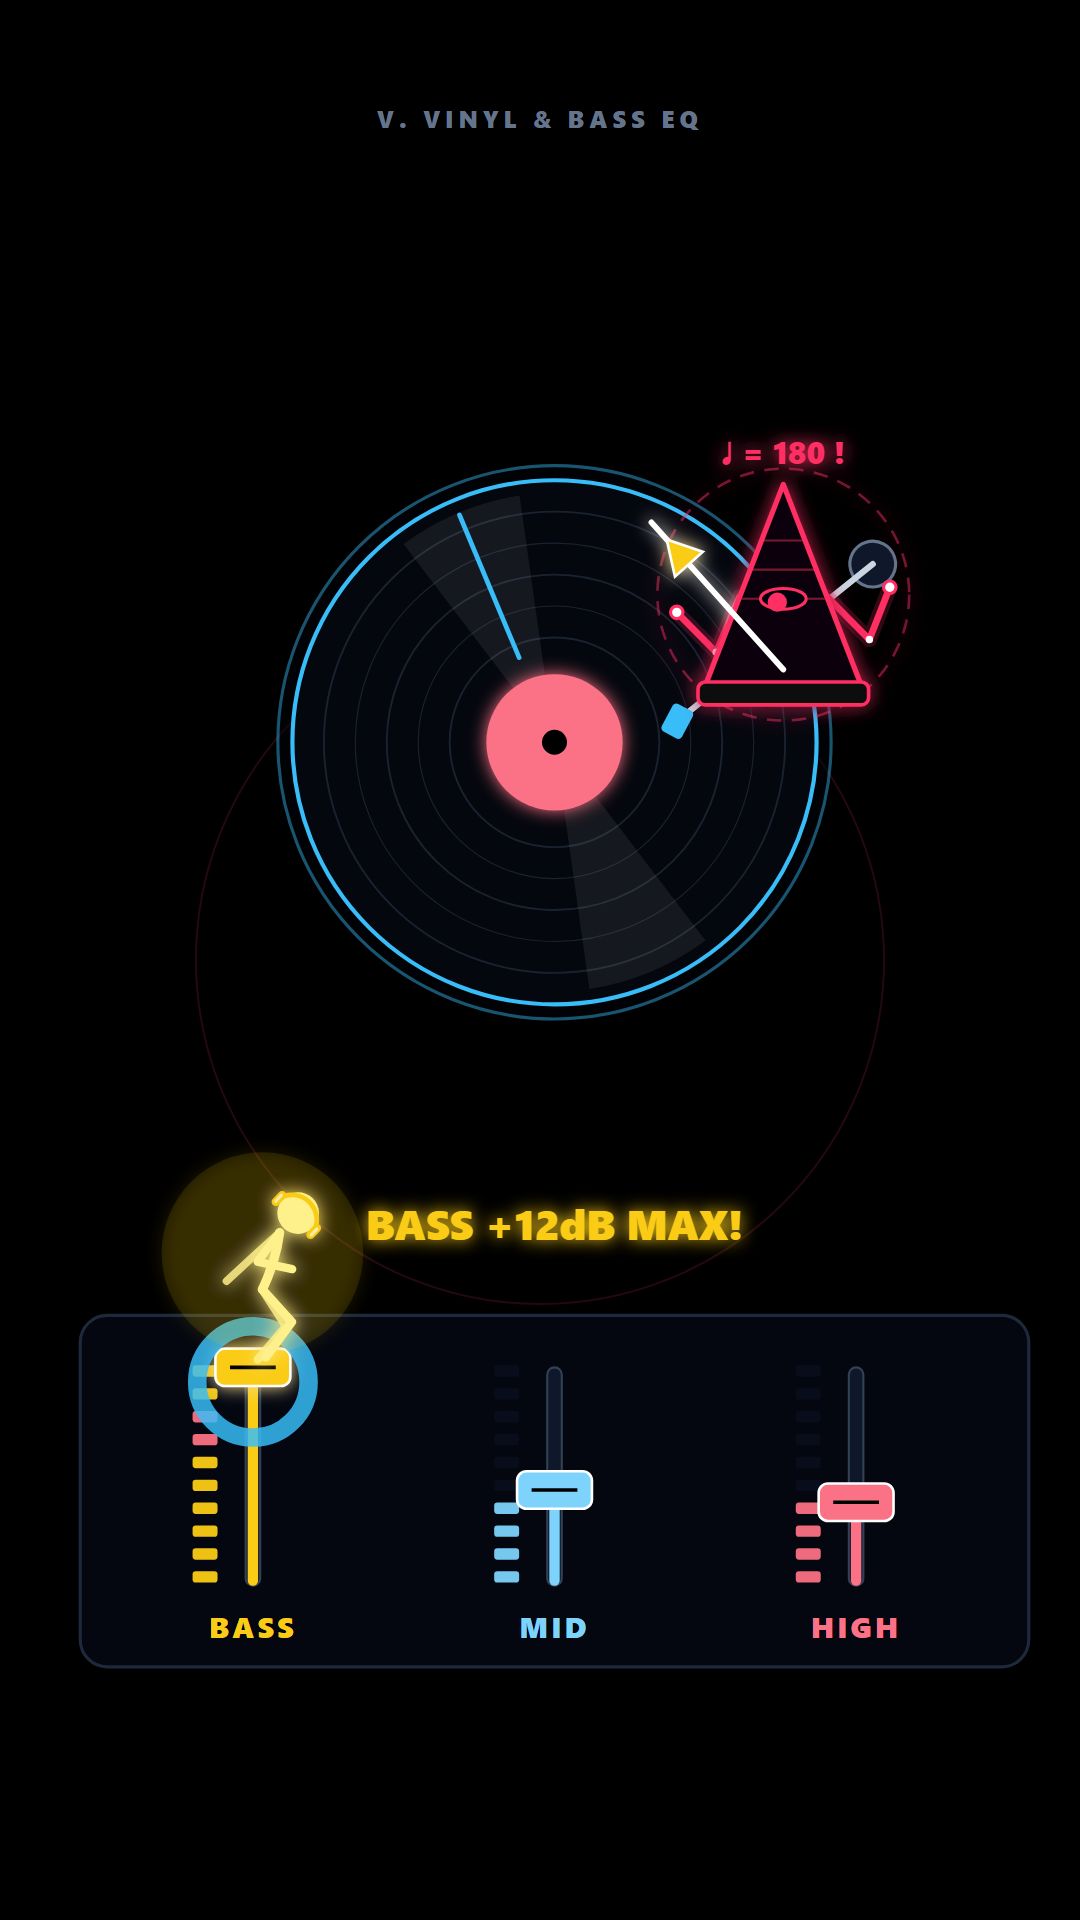 V. VINYL & BASS EQ
♩ = 180 !
BASS +12dB MAX!
BASS MID HIGH